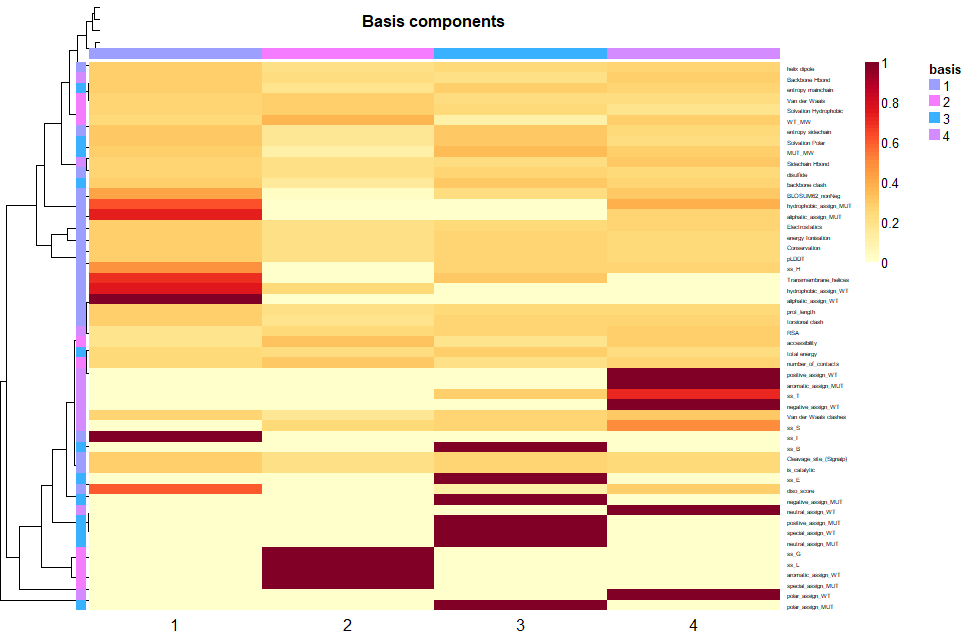 Basis components
helix dipole
Backbone Hbond
entropy mainchain
Van der Waals
Solvation Hydrophobic
WT_MW
entropy sidechain
Solvation Polar
MUT_MW
Sidechain Hbond
disulfide
backbone clash
BLOSUM62_nonNeg
hydrophobic_assign_MUT
aliphatic_assign_MUT
Electrostatics
energy Ionisation
Conservation
pLDDT
ss_H
Transmembrane_helices
hydrophobic_assign_WT
aliphatic_assign_WT
prot_length
torsional clash
RSA
accessibility
total energy
number_of_contacts
positive_assign_WT
aromatic_assign_MUT
ss_T
negative_assign_WT
Van der Waals clashes
ss_S
ss_I
ss_B
Cleavage_site_(Signalp)
is_catalytic
ss_E
diso_score
negative_assign_MUT
neutral_assign_WT
positive_assign_MUT
special_assign_WT
neutral_assign_MUT
ss_G
ss_L
aromatic_assign_WT
special_assign_MUT
polar_assign_WT
polar_assign_MUT
1 2 3 4
1
0.8
0.6
0.4
0.2
0
basis
1
2
3
4